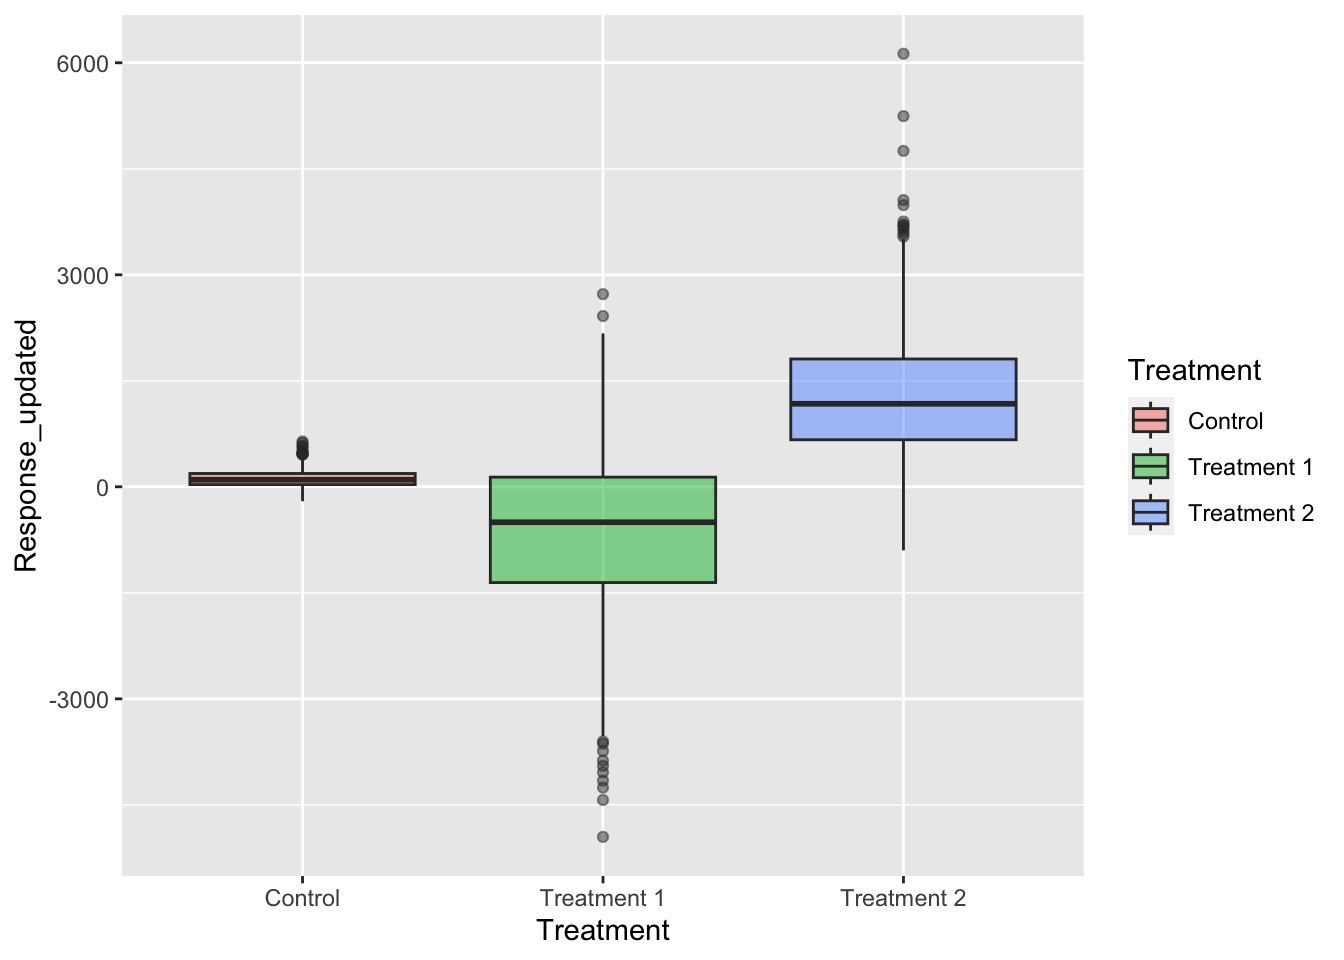 6000
3000
0
-3000
Response_updated
Control
Treatment 1
Treatment 2
Treatment
Treatment
Control
Treatment 1
Treatment 2